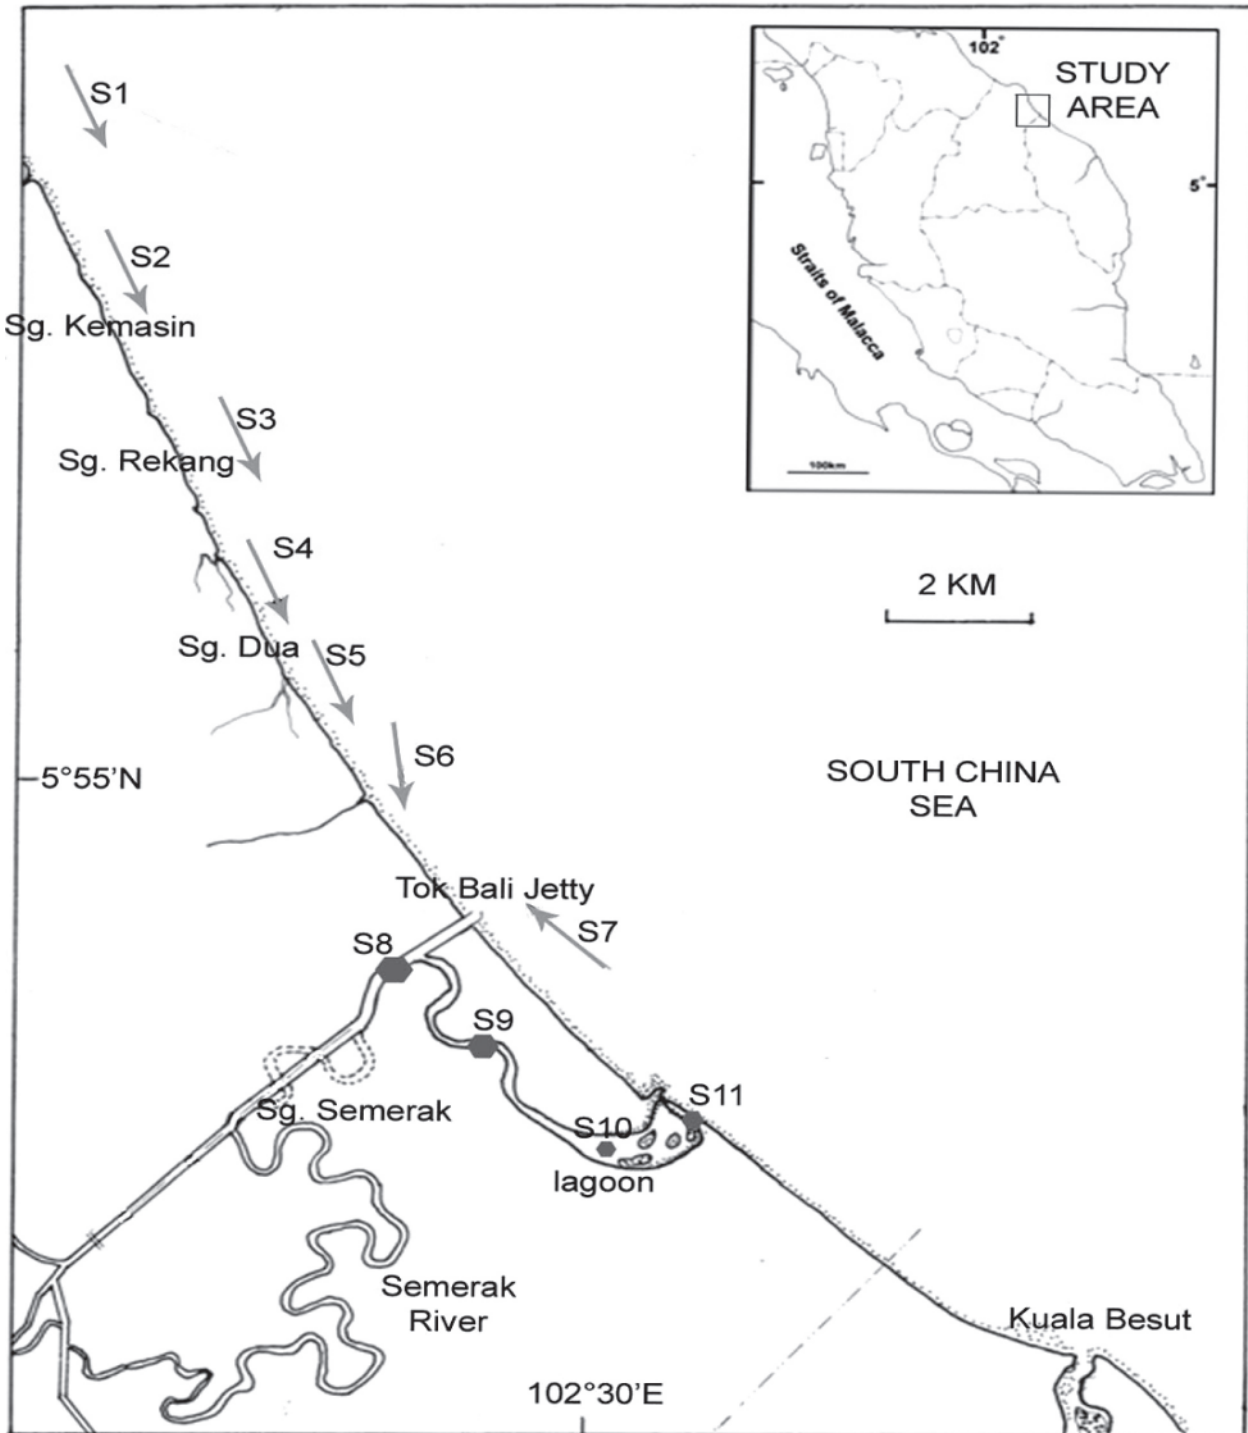 S1
102°
STUDY
AREA
5°
Straits of Malacca
100km
S2
Sg. Kemasin
S3
Sg. Rekang
S4
2 KM
Sg. Dua
S5
S6
5°55'N
SOUTH CHINA
SEA
Tok Bali Jetty
S7
S8
S9
S11
Sg. Semerak
S10
lagoon
Semerak
River
Kuala Besut
102°30'E